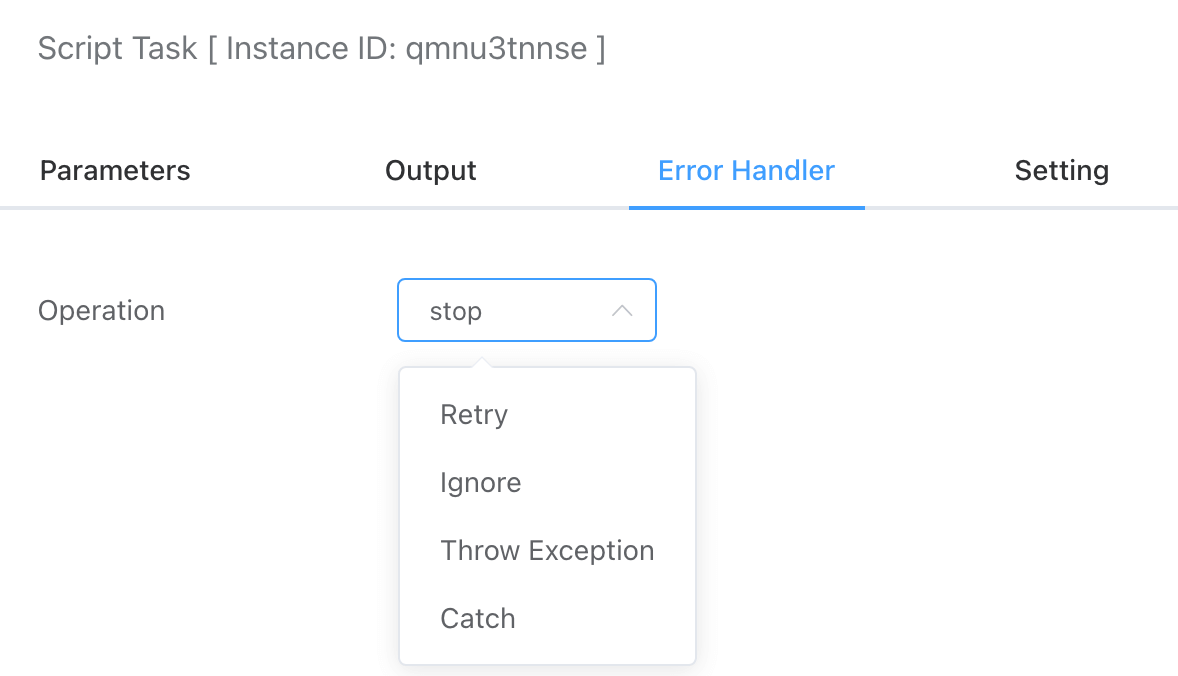 Script Task [ Instance ID: qmnu3tnnse ]
Parameters Output Error Handler Setting
Operation stop
Retry
Ignore
Throw Exception
Catch